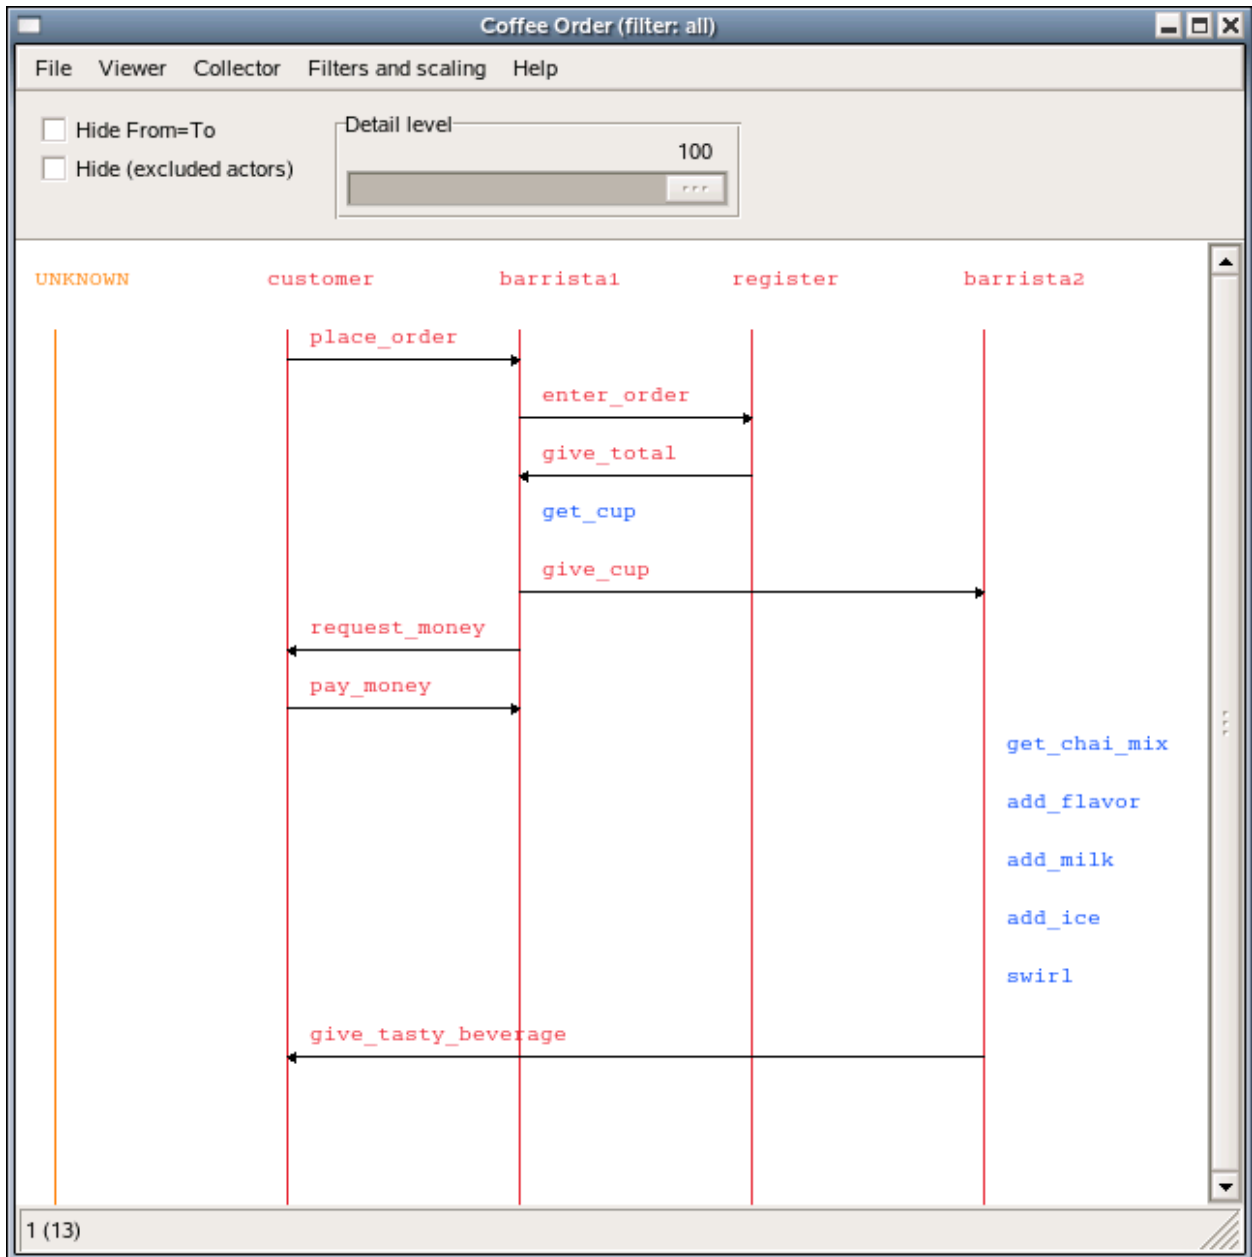 Coffee Order (filter: all)
File Viewer Collector Filters and scaling Help
Hide From=To
Hide (excluded actors)
Detail level
100
UNKNOWN customer barrista1 register barrista2
place_order
enter_order
give_total
get_cup
give_cup
request_money
pay_money
get_chai_mix
add_flavor
add_milk
add_ice
swirl
give_tasty_beverage
1 (13)